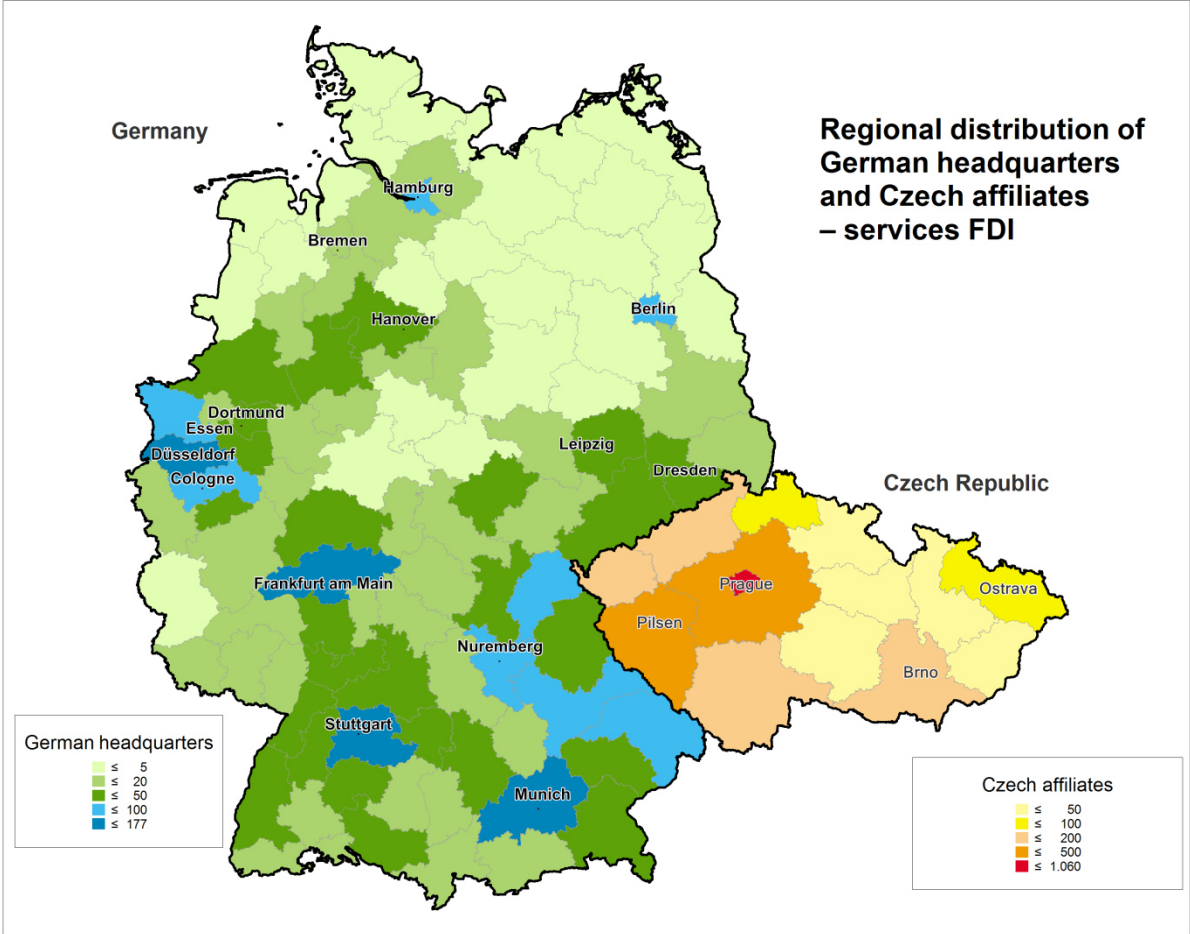 Germany
Regional distribution of
German headquarters
and Czech affiliates
– services FDI
Hamburg
Bremen
Berlin
Hanover
Dortmund
Essen
Düsseldorf
Cologne
Leipzig
Dresden
Czech Republic
Frankfurt am Main
Prague
Ostrava
Pilsen
Nuremberg
Brno
Stuttgart
Munich
German headquarters
≤ 5
≤ 20
≤ 50
≤ 100
≤ 177
Czech affiliates
≤ 50
≤ 100
≤ 200
≤ 500
≤ 1.060